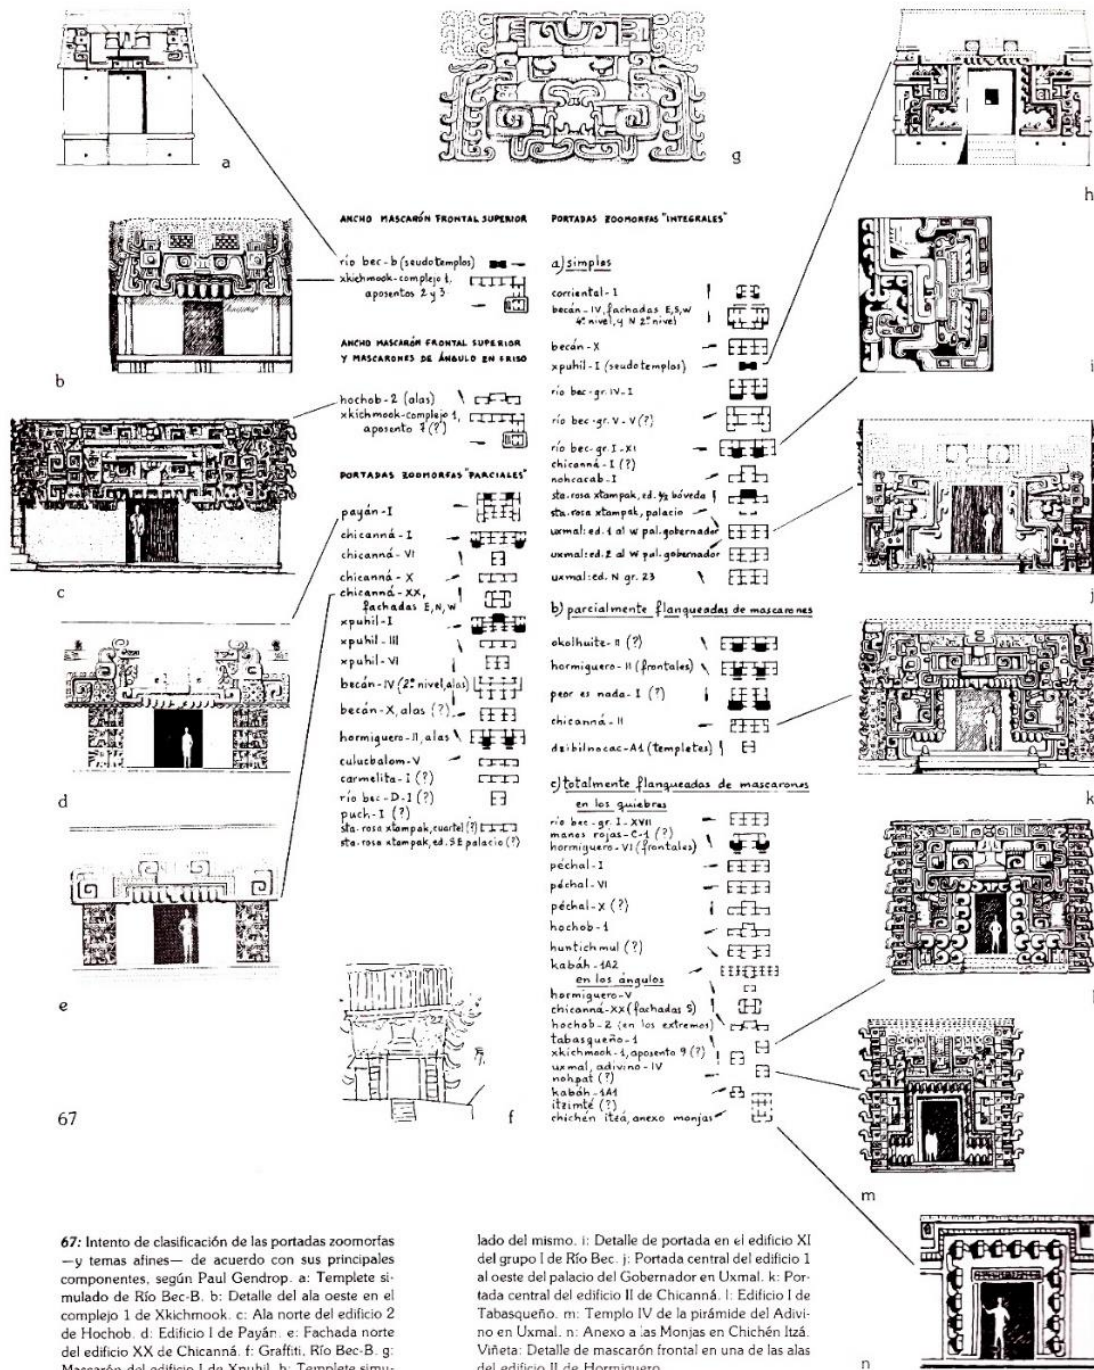 a
g
h
ANCHO MASCARÓN FRONTAL SUPERIOR
río bec-b (seudotemplos)
xkichmook-complejo 1,
aposentos 2 y 3
ANCHO MASCARÓN FRONTAL SUPERIOR
Y MASCARONES DE ÁNGULO EN FRISO
hochob-2 (alas)
xkichmook-complejo 1,
aposento 7 (?)
PORTADAS ZOOMORFAS "PARCIALES"
payán-I
chicanná-I
chicanná-VI
chicanná-X
chicanná-XX,
fachadas E, N, W
xpuhil-I
xpuhil-III
xpuhil-VI
becán-IV (2º nivel, alas)
becán-X, alas (?)
hormiguero-II, alas
culucbalom-V
carmelita-I (?)
río bec-D-I (?)
puch-I (?)
sta. rosa xtampak, cuartel (?)
sta. rosa xtampak, ed. SE palacio (?)
PORTADAS ZOOMORFAS "INTEGRALES"
a) simples
corriental-1
becán-IV, fachadas E, S, W
4º nivel, y N 2º nivel
becán-X
xpuhil-I (seudotemplos)
río bec-gr. IV-I
río bec-gr. V-V (?)
río bec-gr. I-XI
chicanná-I (?)
nohcacab-I
sta. rosa xtampak, ed. ½ bóveda
sta. rosa xtampak, palacio
uxmal: ed. 1 al W pal. gobernador
uxmal: ed. 2 al W pal. gobernador
uxmal: ed. N gr. 23
b) parcialmente flanqueadas de mascarones
okolhuitz-II (?)
hormiguero-II (frontales)
peor es nada-I (?)
chicanná-II
dzibilnocac-A1 (templetes)
c) totalmente flanqueadas de mascarones
en los quiebres
río bec-gr. I-XVII
manos rojas-C-1 (?)
hormiguero-VI (frontales)
péchal-I
péchal-VI
péchal-X (?)
hochob-1
huntichmul (?)
kabáh-1A2
en los ángulos
hormiguero-V
chicanná-XX (fachadas S)
hochob-2 (en los extremos)
tabasqueño-1
xkichmook-1, aposento 9 (?)
uxmal, adivino-IV
nohpat (?)
kabáh-1A1
itzimté (?)
chichén itzá, anexo monjas
b
c
d
e
f
i
j
k
l
m
n
67
67: Intento de clasificación de las portadas zoomorfas
—y temas afines— de acuerdo con sus principales
componentes, según Paul Gendrop. a: Templete si-
mulado de Río Bec-B. b: Detalle del ala oeste en el
complejo 1 de Xkichmook. c: Ala norte del edificio 2
de Hochob. d: Edificio I de Payán. e: Fachada norte
del edificio XX de Chicanná. f: Graffiti, Río Bec-B. g:
Mascarón del edificio I de Xpuhil. h: Templete simu-
lado del mismo. i: Detalle de portada en el edificio XI
del grupo I de Río Bec. j: Portada central del edificio 1
al oeste del palacio del Gobernador en Uxmal. k: Por-
tada central del edificio II de Chicanná. l: Edificio I de
Tabasqueño. m: Templo IV de la pirámide del Adivi-
no en Uxmal. n: Anexo a las Monjas en Chichén Itzá.
Viñeta: Detalle de mascarón frontal en una de las alas
del edificio II de Hormiguero.